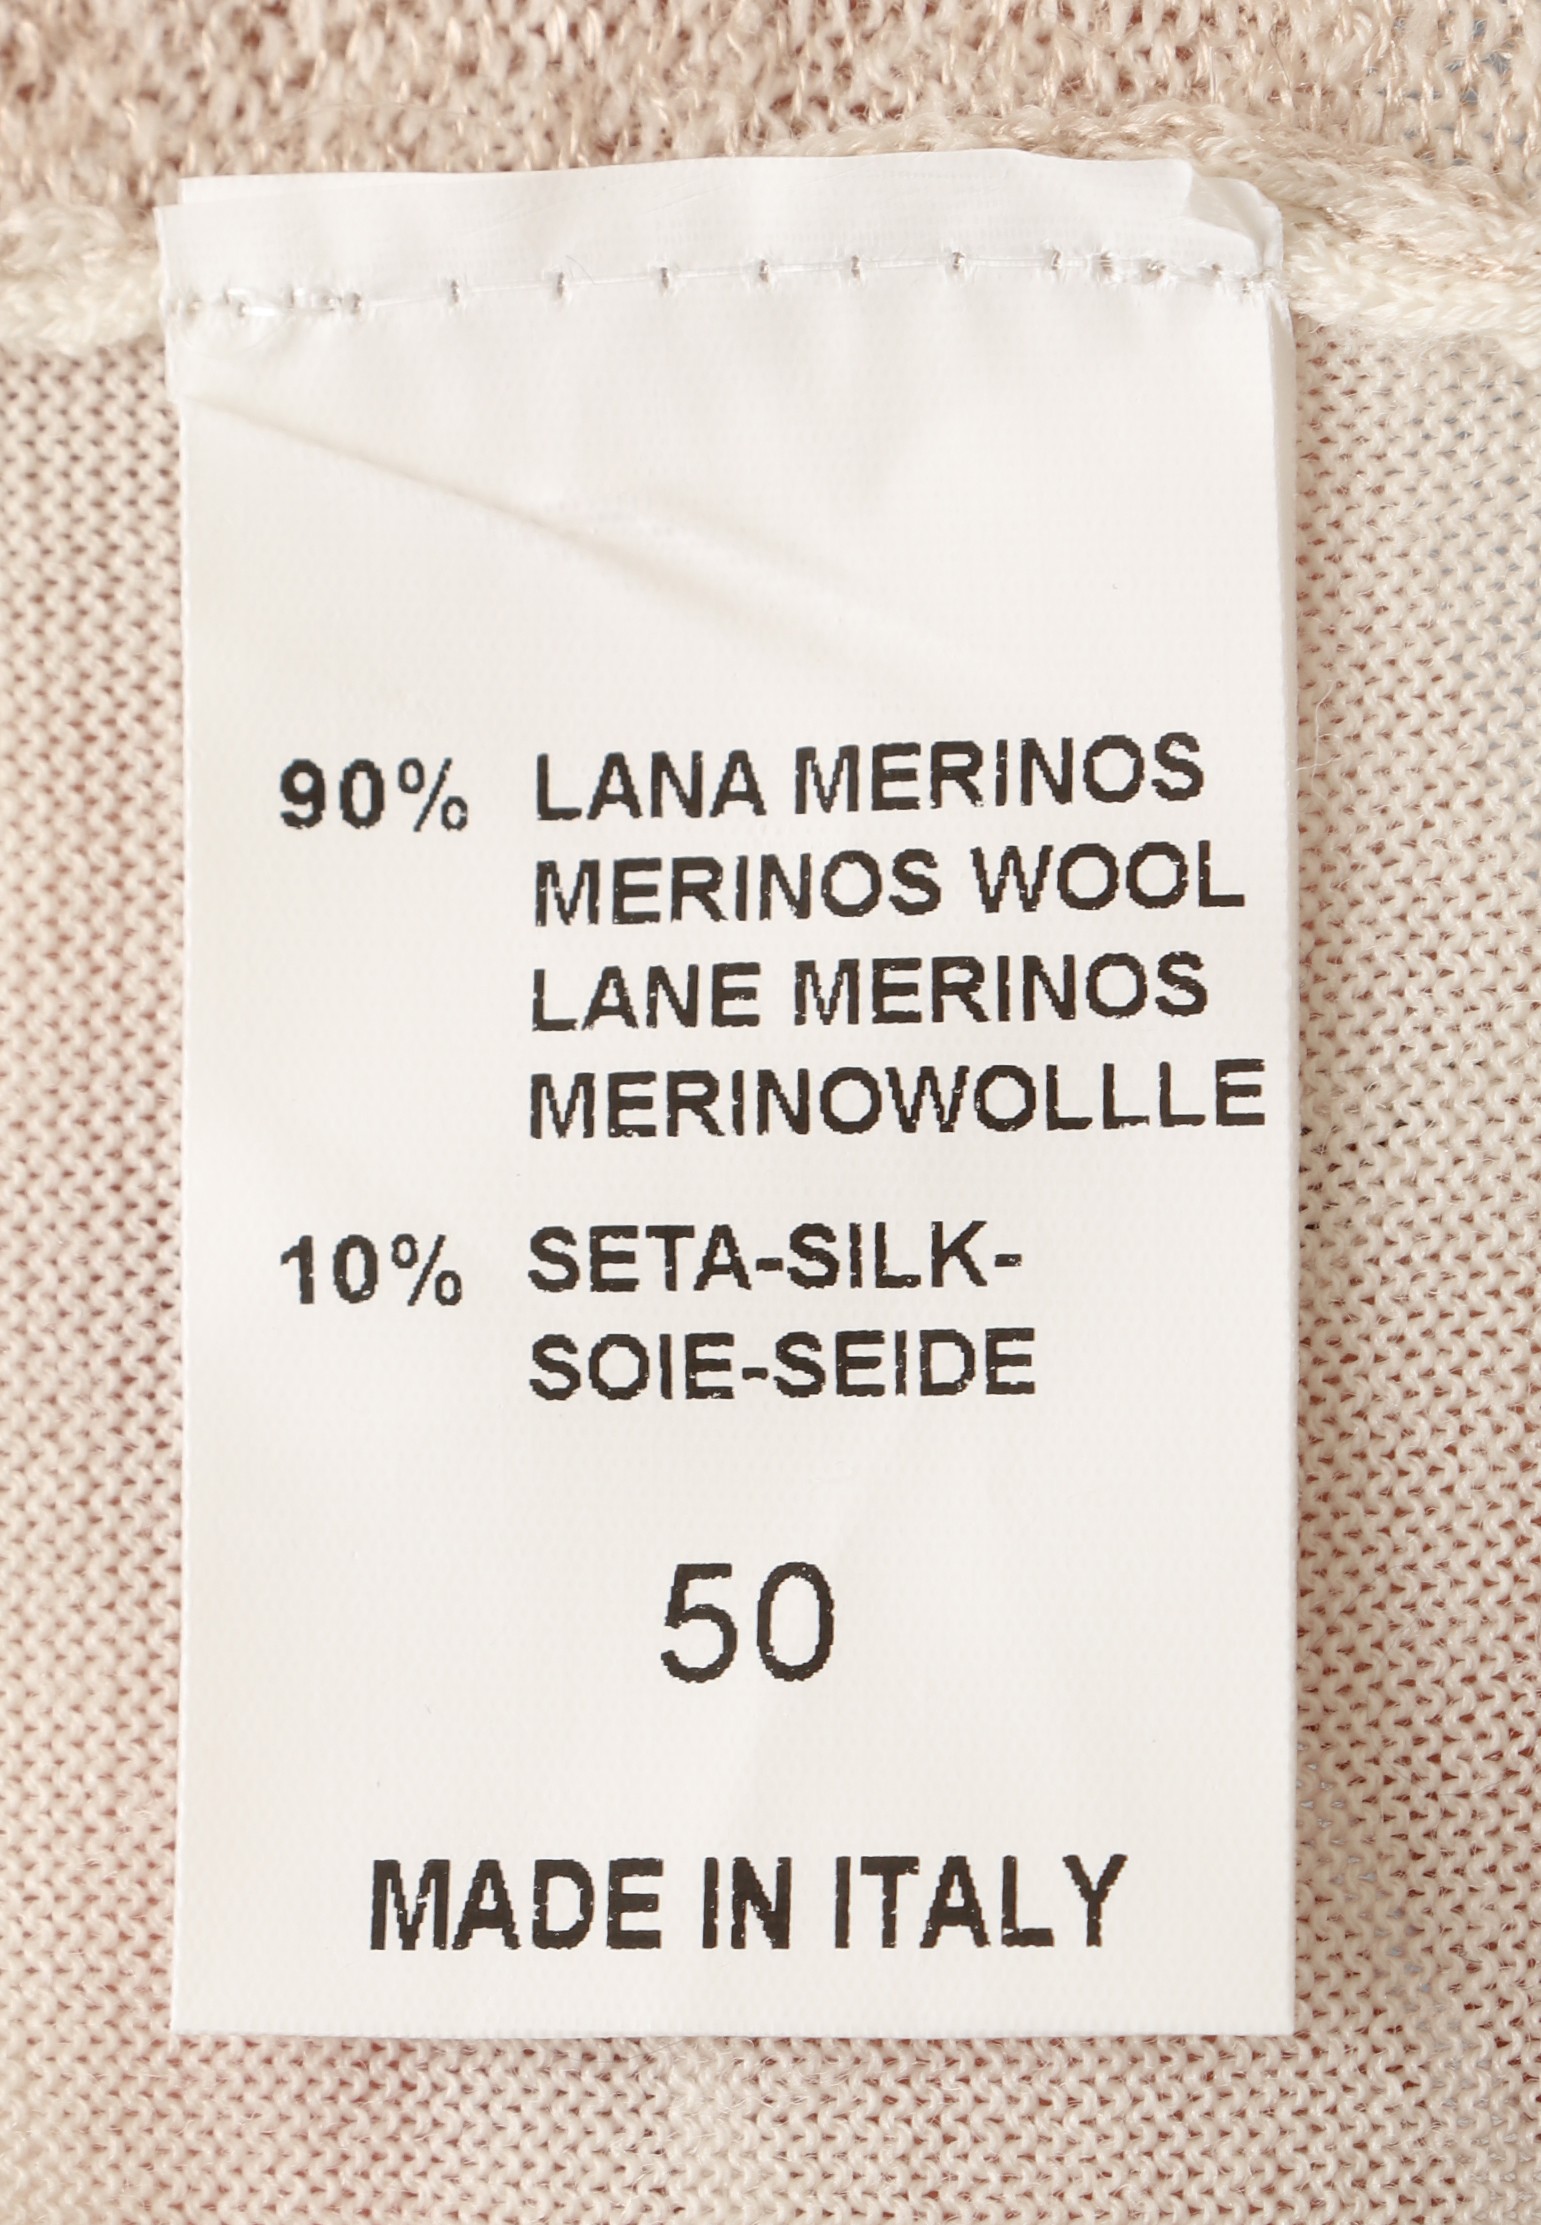 90% LANA MERINOS
MERINOS WOOL
LANE MERINOS
MERINOWOLLLE
10% SETA-SILK-
SOIE-SEIDE
50
MADE IN ITALY